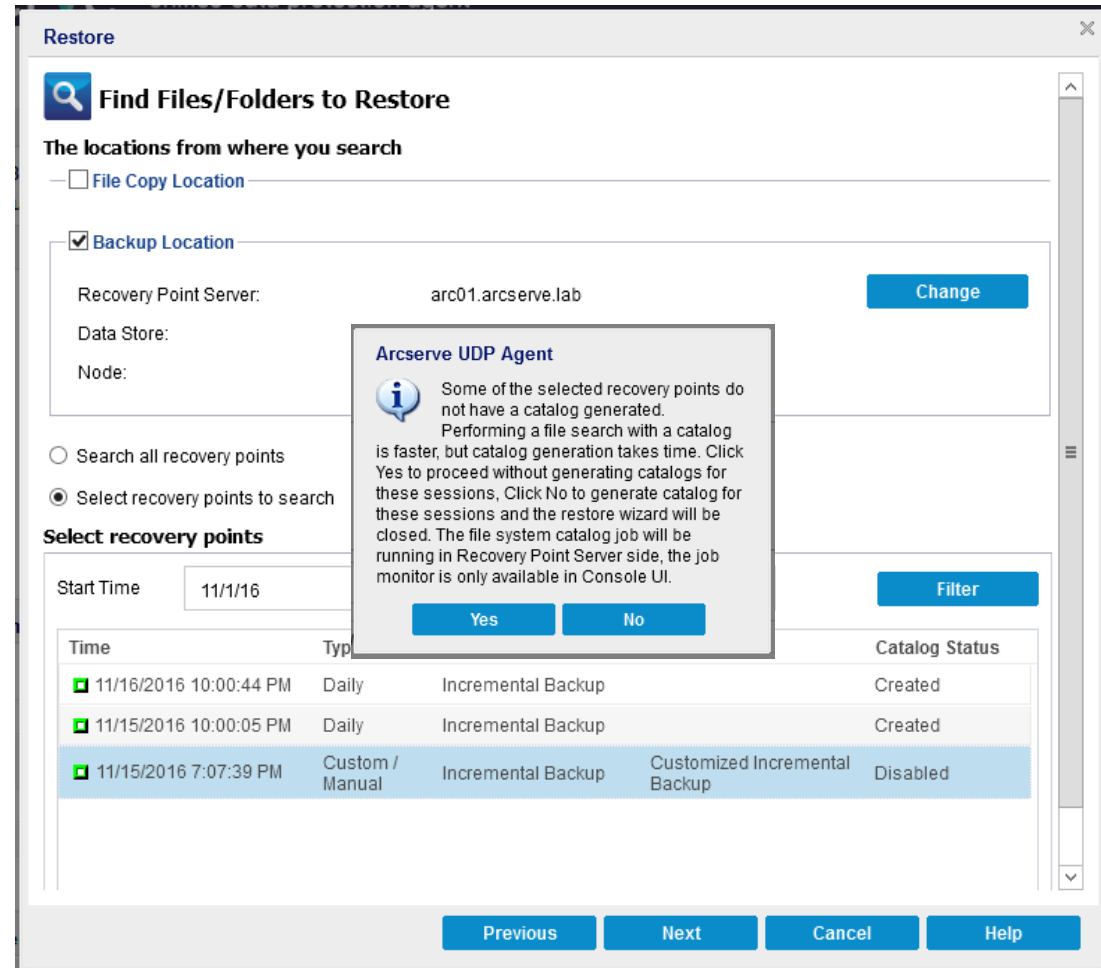 Restore
Find Files/Folders to Restore
The locations from where you search
File Copy Location
Backup Location
Recovery Point Server: arc01.arcserve.lab Change
Data Store:
Node:
Arcserve UDP Agent
Some of the selected recovery points do
not have a catalog generated.
Performing a file search with a catalog
is faster, but catalog generation takes time. Click
Yes to proceed without generating catalogs for
these sessions, Click No to generate catalog for
these sessions and the restore wizard will be
closed. The file system catalog job will be
running in Recovery Point Server side, the job
monitor is only available in Console UI.
Yes No
Search all recovery points
Select recovery points to search
Select recovery points
Start Time 11/1/16 Filter
Time Catalog Status
11/16/2016 10:00:44 PM Daily Incremental Backup Created
11/15/2016 10:00:05 PM Daily Incremental Backup Created
11/15/2016 7:07:39 PM Custom / Manual Incremental Backup Customized Incremental Backup Disabled
Previous Next Cancel Help